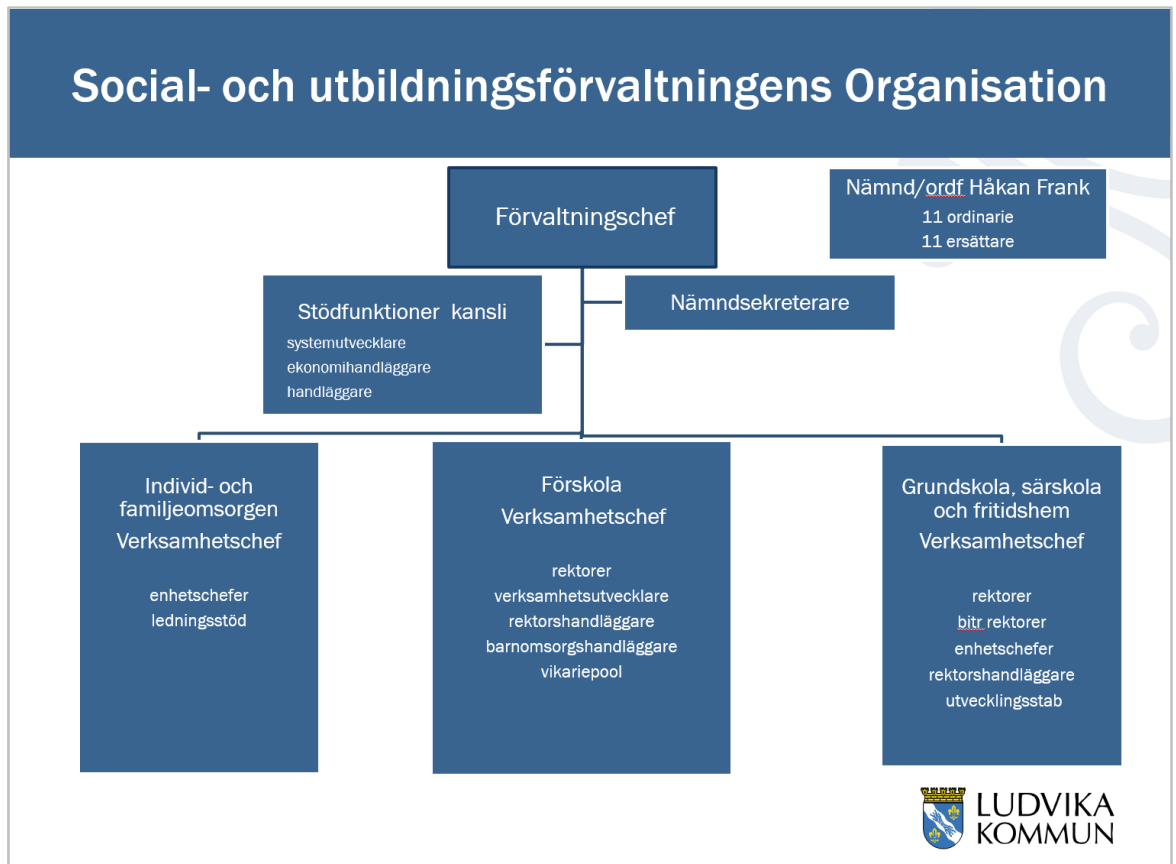 Social- och utbildningsförvaltningens Organisation
Förvaltningschef
Nämnd/ordf Håkan Frank
11 ordinarie
11 ersättare
Stödfunktioner kansli
systemutvecklare
ekonomihandläggare
handläggare
Nämndsekreterare
Individ- och
familjeomsorgen
Verksamhetschef
enhetschefer
ledningsstöd
Förskola
Verksamhetschef
rektorer
verksamhetsutvecklare
rektorshandläggare
barnomsorgshandläggare
vikariepool
Grundskola, särskola
och fritidshem
Verksamhetschef
rektorer
bitr rektorer
enhetschefer
rektorshandläggare
utvecklingsstab
LUDVIKA
KOMMUN